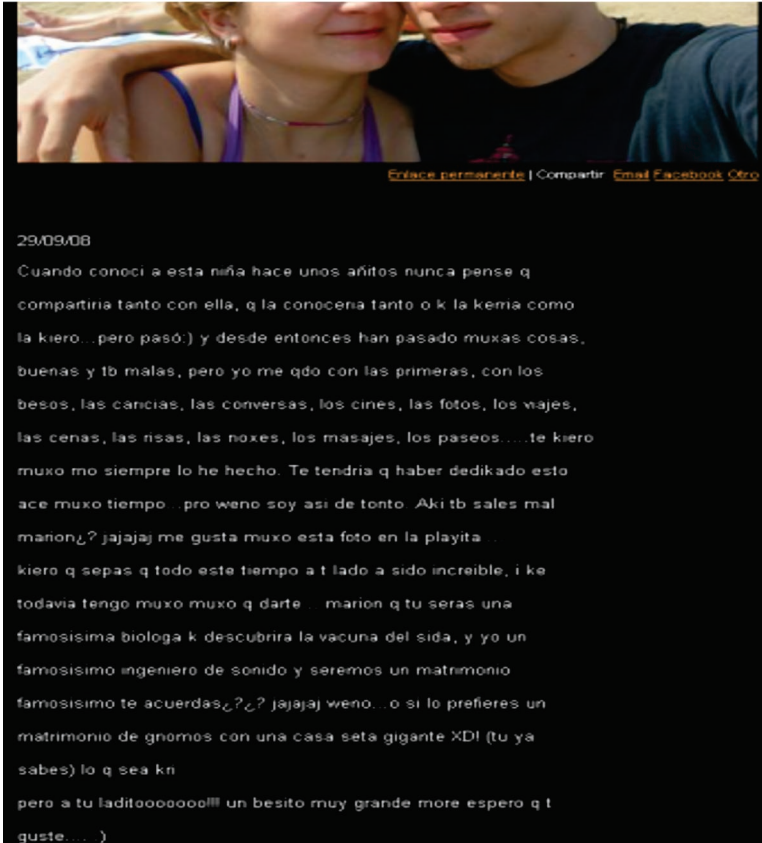 Enlace permanente | Compartir Email Facebook Otro
29/09/08
Cuando conoci a esta niña hace unos añitos nunca pense q
compartiria tanto con ella, q la conoceria tanto o k la kerria como
la kiero...pero pasó:) y desde entonces han pasado muxas cosas,
buenas y tb malas, pero yo me qdo con las primeras, con los
besos, las caricias, las conversas, los cines, las fotos, los viajes,
las cenas, las risas, las noxes, los masajes, los paseos.....te kiero
muxo mo siempre lo he hecho. Te tendria q haber dedikado esto
ace muxo tiempo...pro weno soy asi de tonto. Aki tb sales mal
marion¿? jajajaj me gusta muxo esta foto en la playita...
kiero q sepas q todo este tiempo a t lado a sido increible, i ke
todavia tengo muxo muxo q darte... marion q tu seras una
famosisima biologa k descubrira la vacuna del sida, y yo un
famosisimo ingeniero de sonido y seremos un matrimonio
famosisimo te acuerdas¿?¿? jajajaj weno...o si lo prefieres un
matrimonio de gnomos con una casa seta gigante XD! (tu ya
sabes) lo q sea kri
pero a tu laditooooooo!!! un besito muy grande more espero q t
guste.... :)